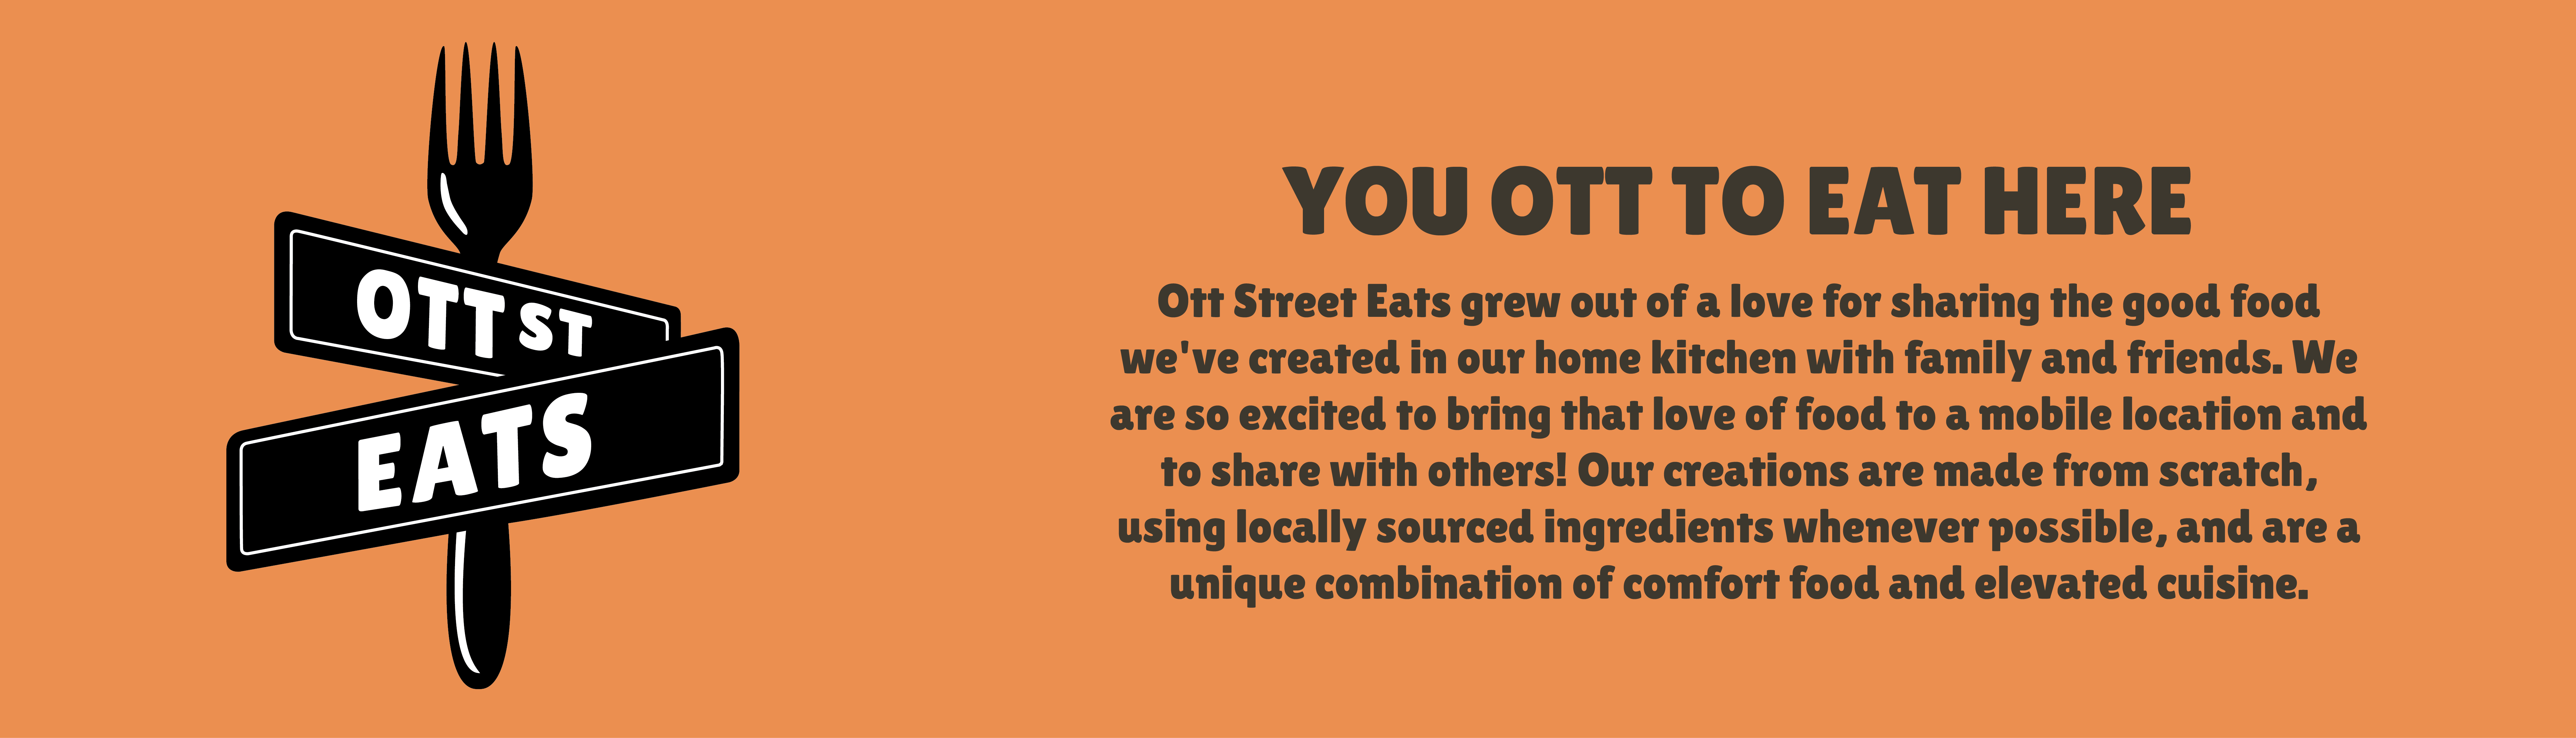 OTT ST
EATS
YOU OTT TO EAT HERE
Ott Street Eats grew out of a love for sharing the good food
we've created in our home kitchen with family and friends. We
are so excited to bring that love of food to a mobile location and
to share with others! Our creations are made from scratch,
using locally sourced ingredients whenever possible, and are a
unique combination of comfort food and elevated cuisine.